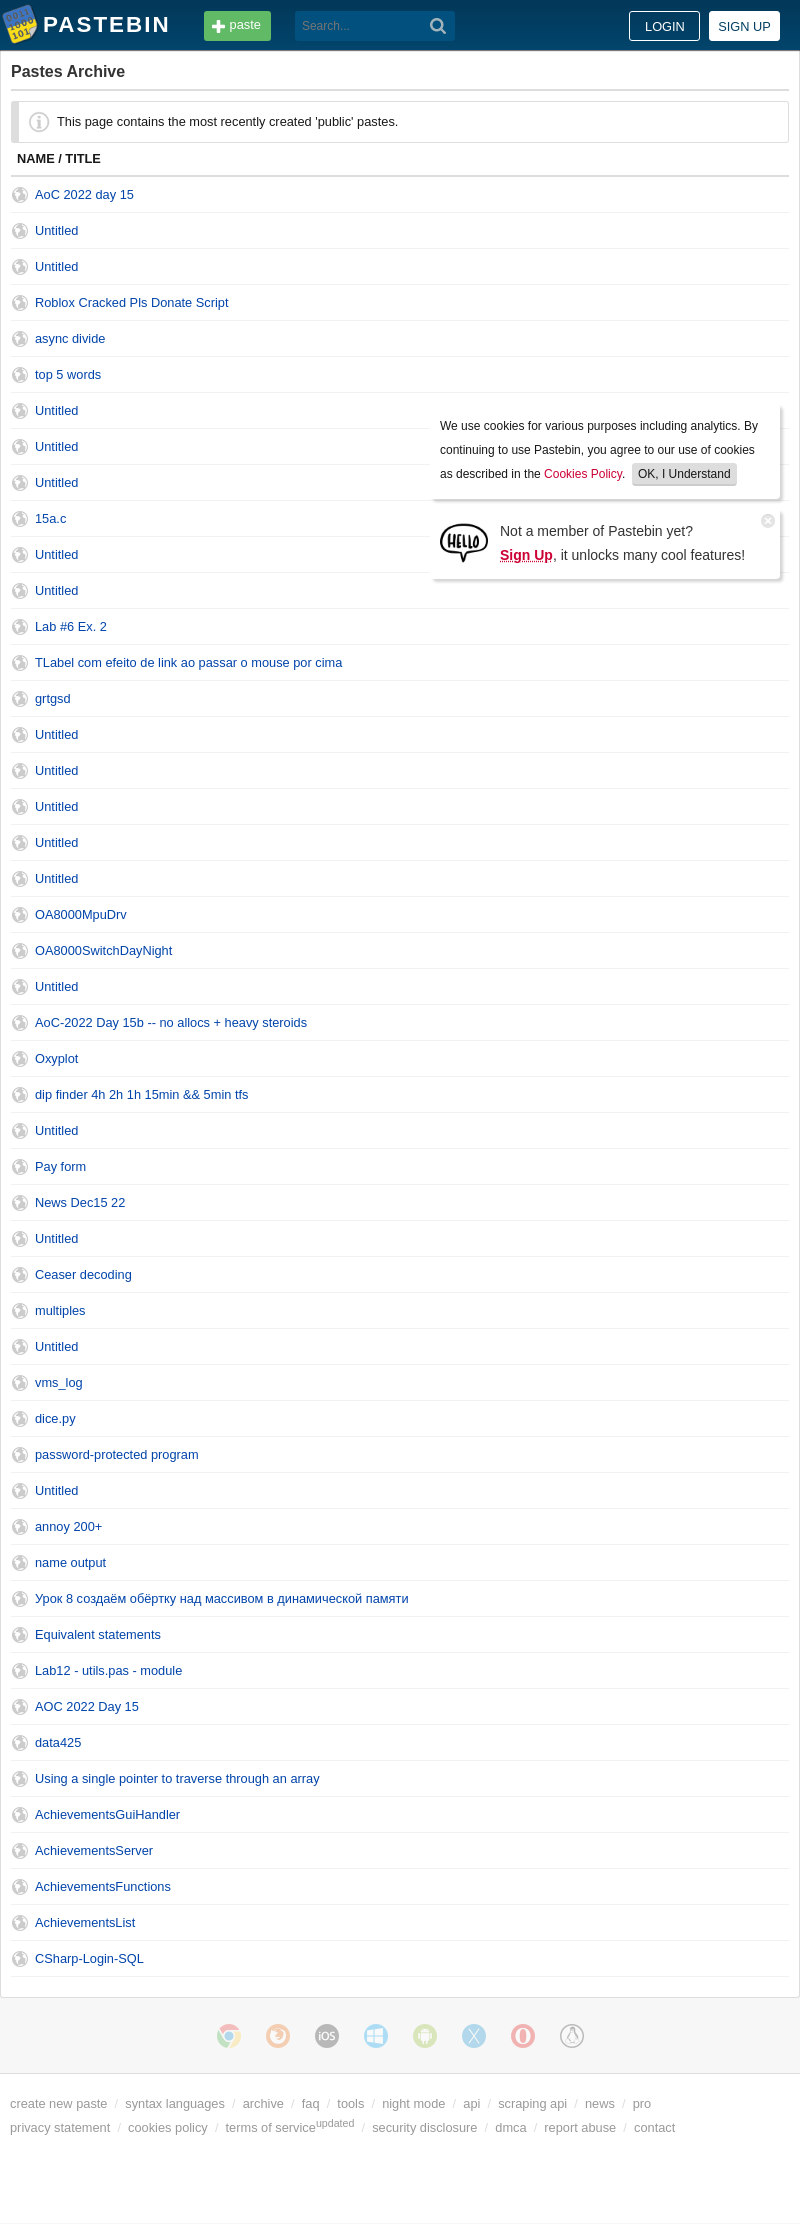 PASTEBIN
paste
Search...
LOGIN
SIGN UP
Pastes Archive
This page contains the most recently created 'public' pastes.
NAME / TITLE
AoC 2022 day 15
Untitled
Untitled
Roblox Cracked Pls Donate Script
async divide
top 5 words
Untitled
Untitled
Untitled
15a.c
Untitled
Untitled
We use cookies for various purposes including analytics. By
continuing to use Pastebin, you agree to our use of cookies
as described in the Cookies Policy. OK, I Understand
HELLO
Not a member of Pastebin yet?
Sign Up, it unlocks many cool features!
Lab #6 Ex. 2
TLabel com efeito de link ao passar o mouse por cima
grtgsd
Untitled
Untitled
Untitled
Untitled
Untitled
OA8000MpuDrv
OA8000SwitchDayNight
Untitled
AoC-2022 Day 15b -- no allocs + heavy steroids
Oxyplot
dip finder 4h 2h 1h 15min && 5min tfs
Untitled
Pay form
News Dec15 22
Untitled
Ceaser decoding
multiples
Untitled
vms_log
dice.py
password-protected program
Untitled
annoy 200+
name output
Урок 8 создаём обёртку над массивом в динамической памяти
Equivalent statements
Lab12 - utils.pas - module
AOC 2022 Day 15
data425
Using a single pointer to traverse through an array
AchievementsGuiHandler
AchievementsServer
AchievementsFunctions
AchievementsList
CSharp-Login-SQL
iOS
create new paste / syntax languages / archive / faq / tools / night mode / api / scraping api / news / pro
privacy statement / cookies policy / terms of serviceupdated / security disclosure / dmca / report abuse / contact